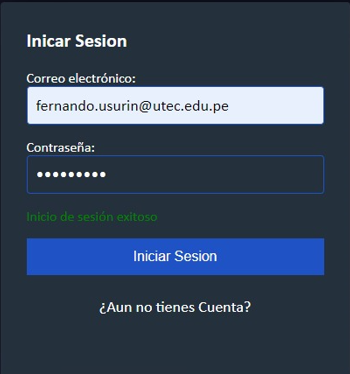 Inicar Sesion
Correo electrónico:
fernando.usurin@utec.edu.pe
Contraseña:
●●●●●●●●●
Inicio de sesión exitoso
Iniciar Sesion
¿Aun no tienes Cuenta?